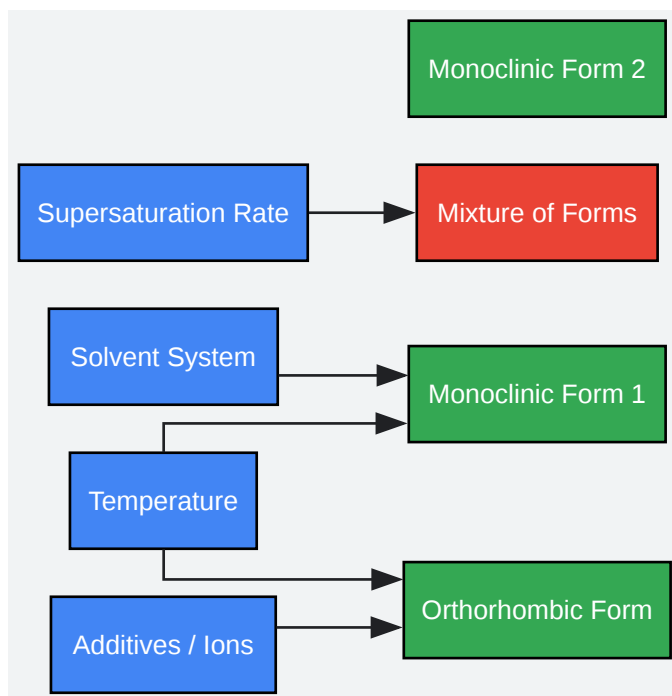 Monoclinic Form 2
Supersaturation Rate
Mixture of Forms
Solvent System
Monoclinic Form 1
Temperature
Orthorhombic Form
Additives / Ions